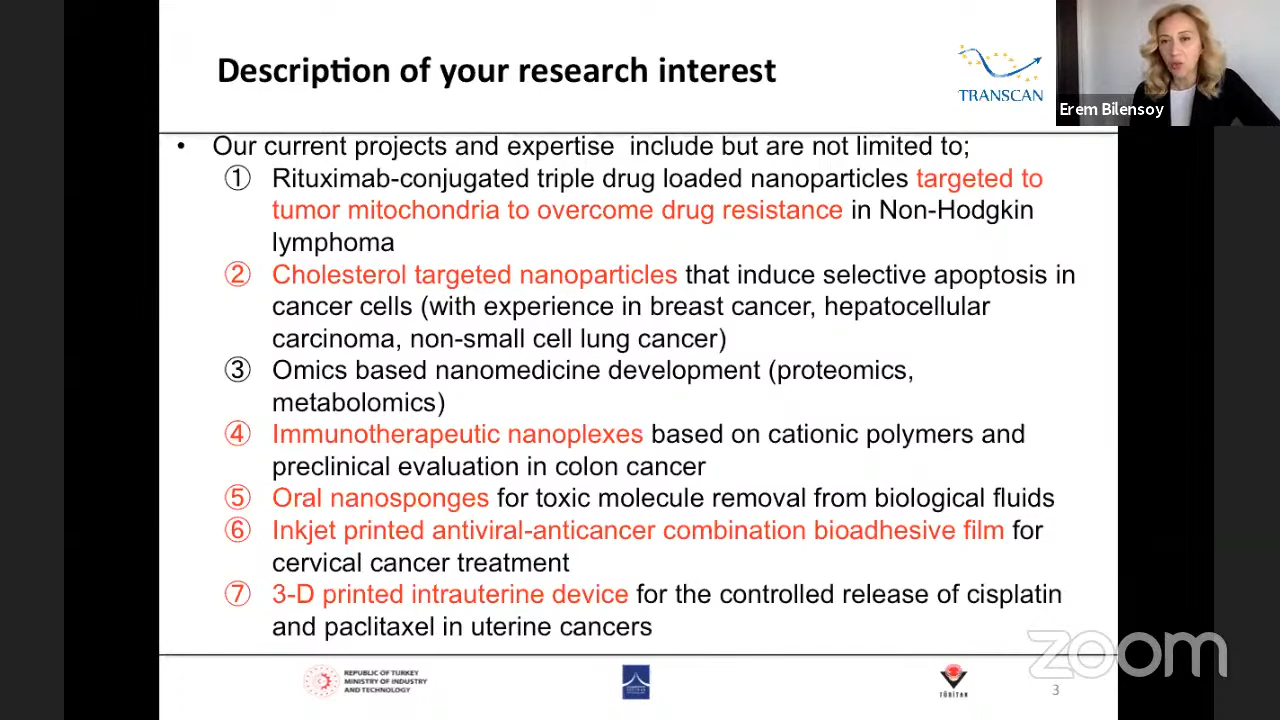 Description of your research interest
TRANSCAN
Erem Bilensoy
• Our current projects and expertise include but are not limited to;
① Rituximab-conjugated triple drug loaded nanoparticles targeted to
tumor mitochondria to overcome drug resistance in Non-Hodgkin
lymphoma
② Cholesterol targeted nanoparticles that induce selective apoptosis in
cancer cells (with experience in breast cancer, hepatocellular
carcinoma, non-small cell lung cancer)
③ Omics based nanomedicine development (proteomics,
metabolomics)
④ Immunotherapeutic nanoplexes based on cationic polymers and
preclinical evaluation in colon cancer
⑤ Oral nanosponges for toxic molecule removal from biological fluids
⑥ Inkjet printed antiviral-anticancer combination bioadhesive film for
cervical cancer treatment
⑦ 3-D printed intrauterine device for the controlled release of cisplatin
and paclitaxel in uterine cancers
zoom
REPUBLIC OF TURKEY
MINISTRY OF INDUSTRY
AND TECHNOLOGY
TÜBİTAK
3